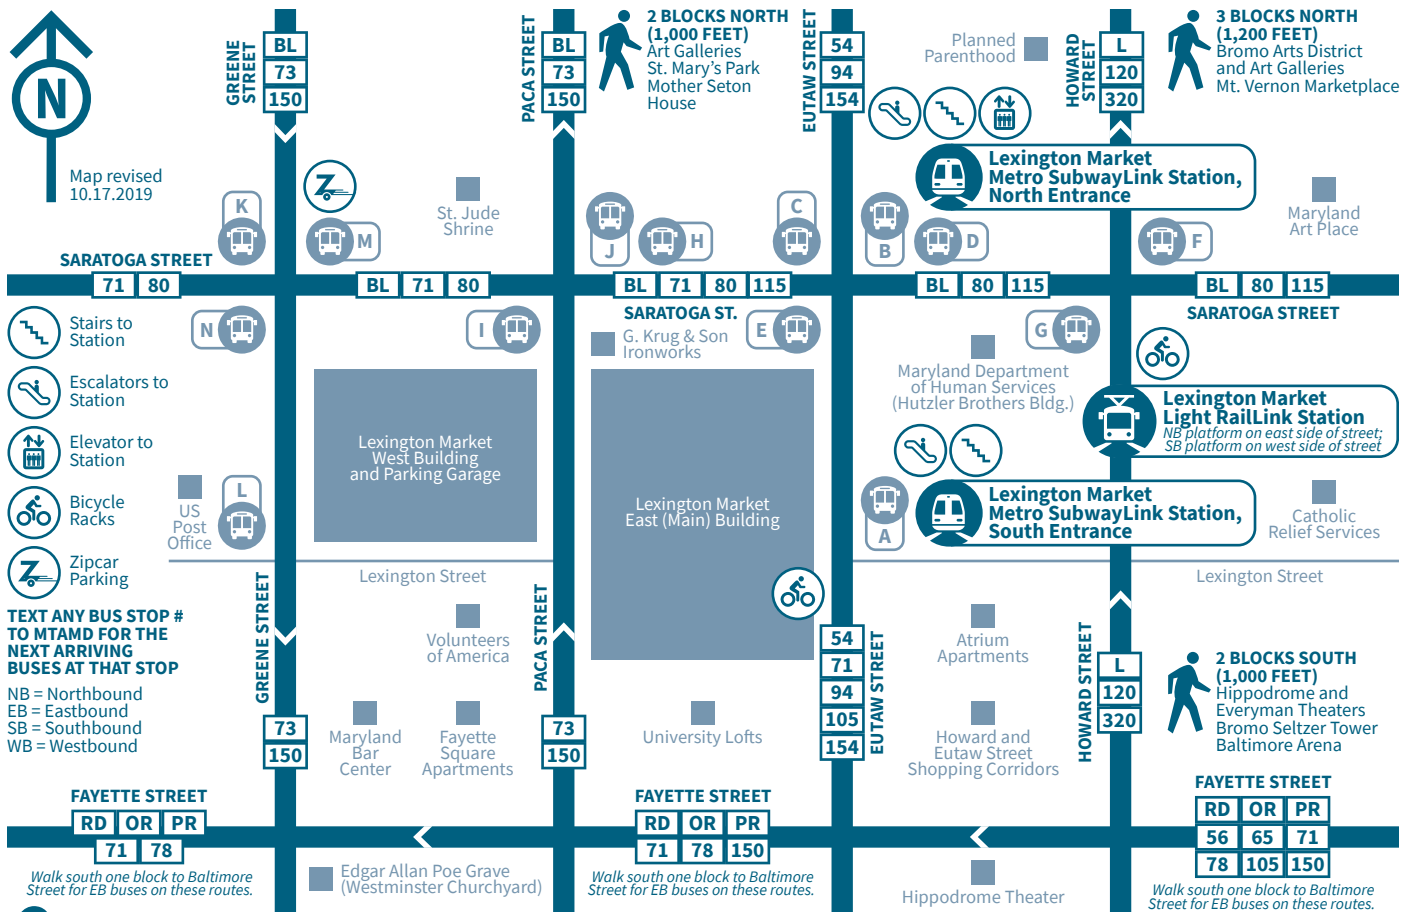 N
Map revised
10.17.2019
GREENE
STREET
BL
73
150
PACA STREET
BL
73
150
2 BLOCKS NORTH
(1,000 FEET)
Art Galleries
St. Mary's Park
Mother Seton
House
EUTAW STREET
54
94
154
Planned
Parenthood
HOWARD
STREET
L
120
320
3 BLOCKS NORTH
(1,200 FEET)
Bromo Arts District
and Art Galleries
Mt. Vernon Marketplace
Lexington Market
Metro SubwayLink Station,
North Entrance
K
Z
M
St. Jude
Shrine
J
H
C
B
D
F
Maryland
Art Place
SARATOGA STREET
71 80
BL 71 80
BL 71 80 115
BL 80 115
BL 80 115
SARATOGA ST.
SARATOGA STREET
Stairs to
Station
Escalators to
Station
Elevator to
Station
Bicycle
Racks
Z
Zipcar
Parking
N
I
G. Krug & Son
Ironworks
E
G
Maryland Department
of Human Services
(Hutzler Brothers Bldg.)
Lexington Market
Light RailLink Station
NB platform on east side of street;
SB platform on west side of street
Lexington Market
West Building
and Parking Garage
Lexington Market
East (Main) Building
US
Post
Office
L
A
Lexington Market
Metro SubwayLink Station,
South Entrance
Catholic
Relief Services
Lexington Street
Lexington Street
TEXT ANY BUS STOP #
TO MTAMD FOR THE
NEXT ARRIVING
BUSES AT THAT STOP
NB = Northbound
EB = Eastbound
SB = Southbound
WB = Westbound
GREENE STREET
73
150
Volunteers
of America
Maryland
Bar
Center
Fayette
Square
Apartments
PACA STREET
73
150
University Lofts
54
71
94
105
154
EUTAW STREET
Atrium
Apartments
Howard and
Eutaw Street
Shopping Corridors
HOWARD STREET
L
120
320
2 BLOCKS SOUTH
(1,000 FEET)
Hippodrome and
Everyman Theaters
Bromo Seltzer Tower
Baltimore Arena
FAYETTE STREET
RD OR PR
71 78
Walk south one block to Baltimore
Street for EB buses on these routes.
Edgar Allan Poe Grave
(Westminster Churchyard)
FAYETTE STREET
RD OR PR
71 78 150
Walk south one block to Baltimore
Street for EB buses on these routes.
Hippodrome Theater
FAYETTE STREET
RD OR PR
56 65 71
78 105 150
Walk south one block to Baltimore
Street for EB buses on these routes.